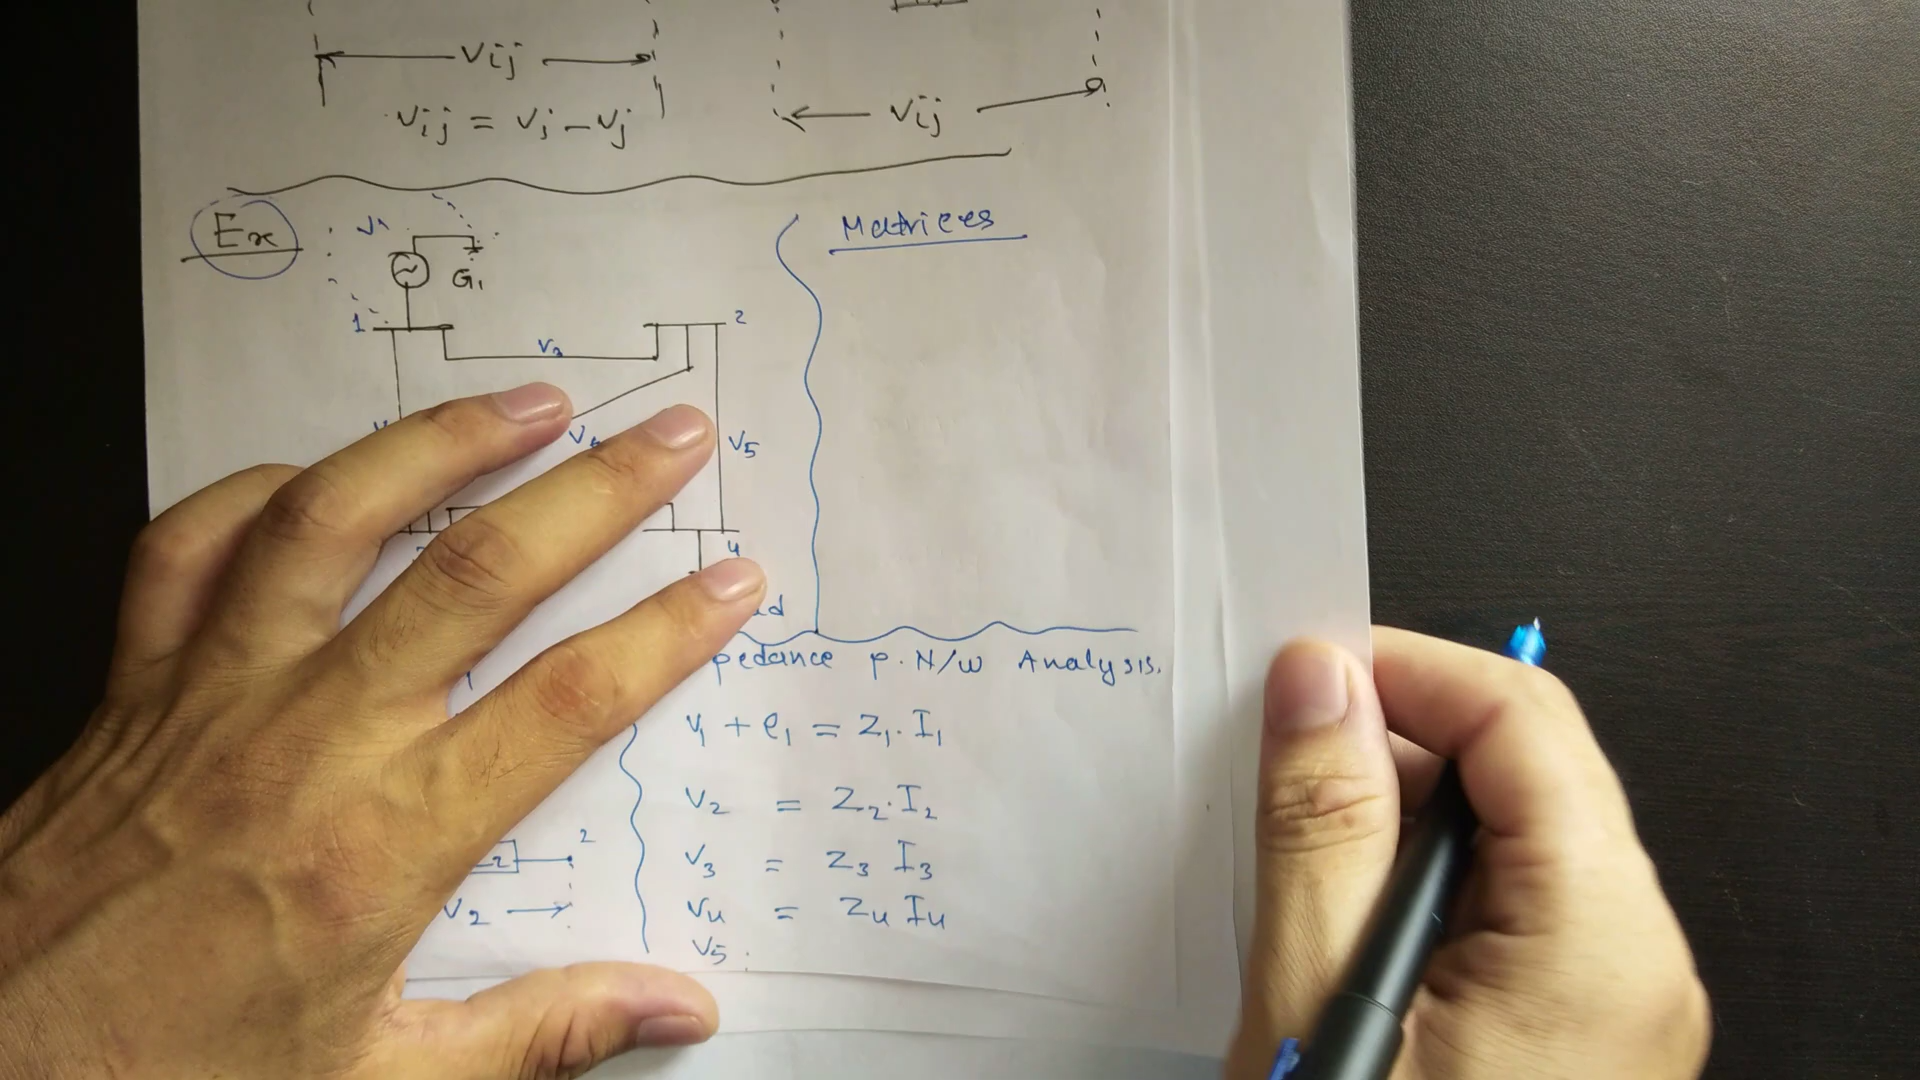 Vij
Vij = Vi - Vj
Vij
Ex
Matrices
G1
1
2
V5
4
pedance p. N/W Analysis.
V1 + e1 = Z1. I1
V2 = Z2. I2
V3 = Z3 I3
V4 = Z4 I4
V5.
2
V2